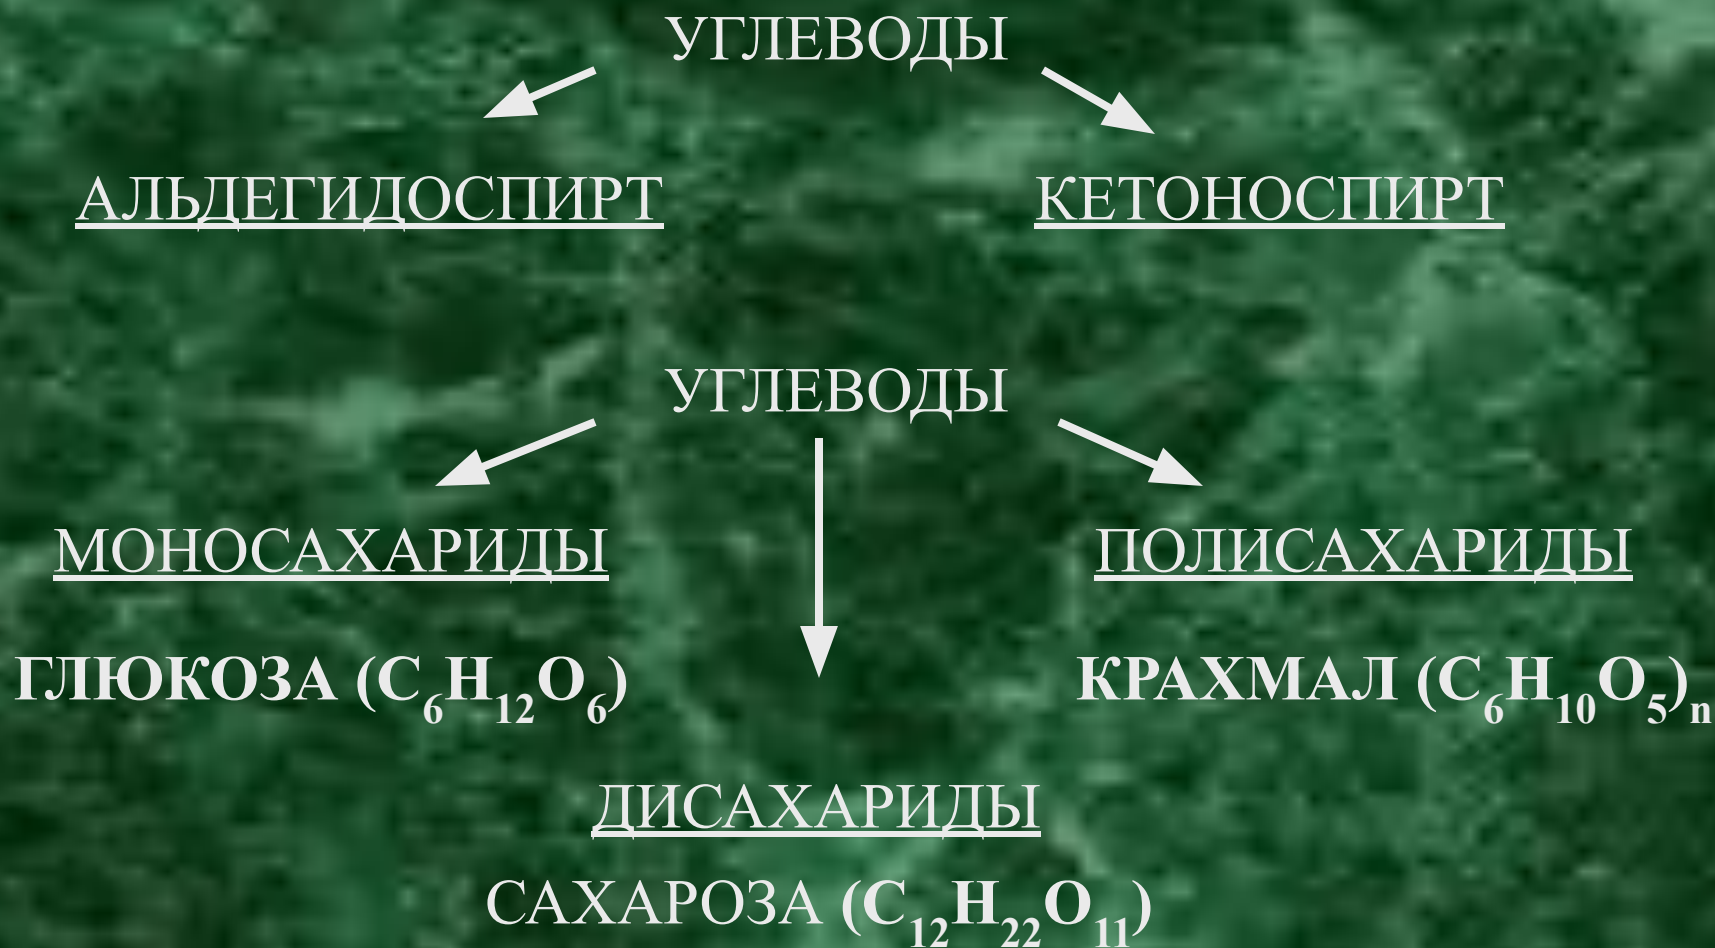 УГЛЕВОДЫ
АЛЬДЕГИДОСПИРТ КЕТОНОСПИРТ
УГЛЕВОДЫ
МОНОСАХАРИДЫ ПОЛИСАХАРИДЫ
ГЛЮКОЗА (C₆H₁₂O₆) КРАХМАЛ (C₆H₁₀O₅)ₙ
ДИСАХАРИДЫ
САХАРОЗА (C₁₂H₂₂O₁₁)